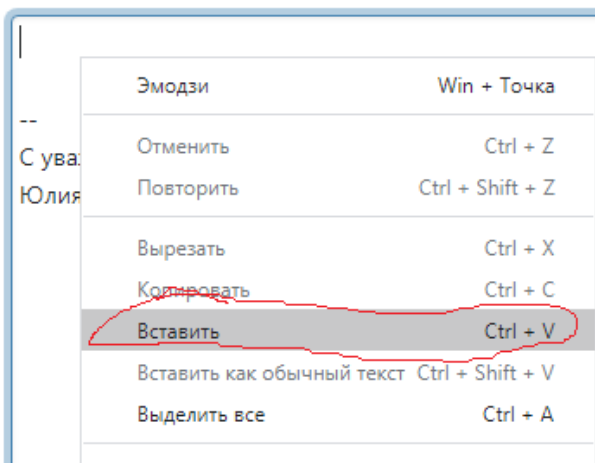 Эмодзи Win + Точка
--
Отменить Ctrl + Z
С ува
Повторить Ctrl + Shift + Z
Юлия
Вырезать Ctrl + X
Копировать Ctrl + C
Вставить Ctrl + V
Вставить как обычный текст Ctrl + Shift + V
Выделить все Ctrl + A